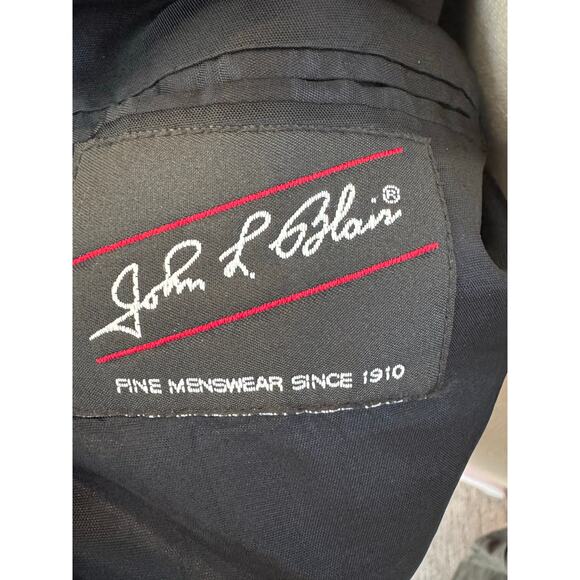 John L. Blair®
FINE MENSWEAR SINCE 1910